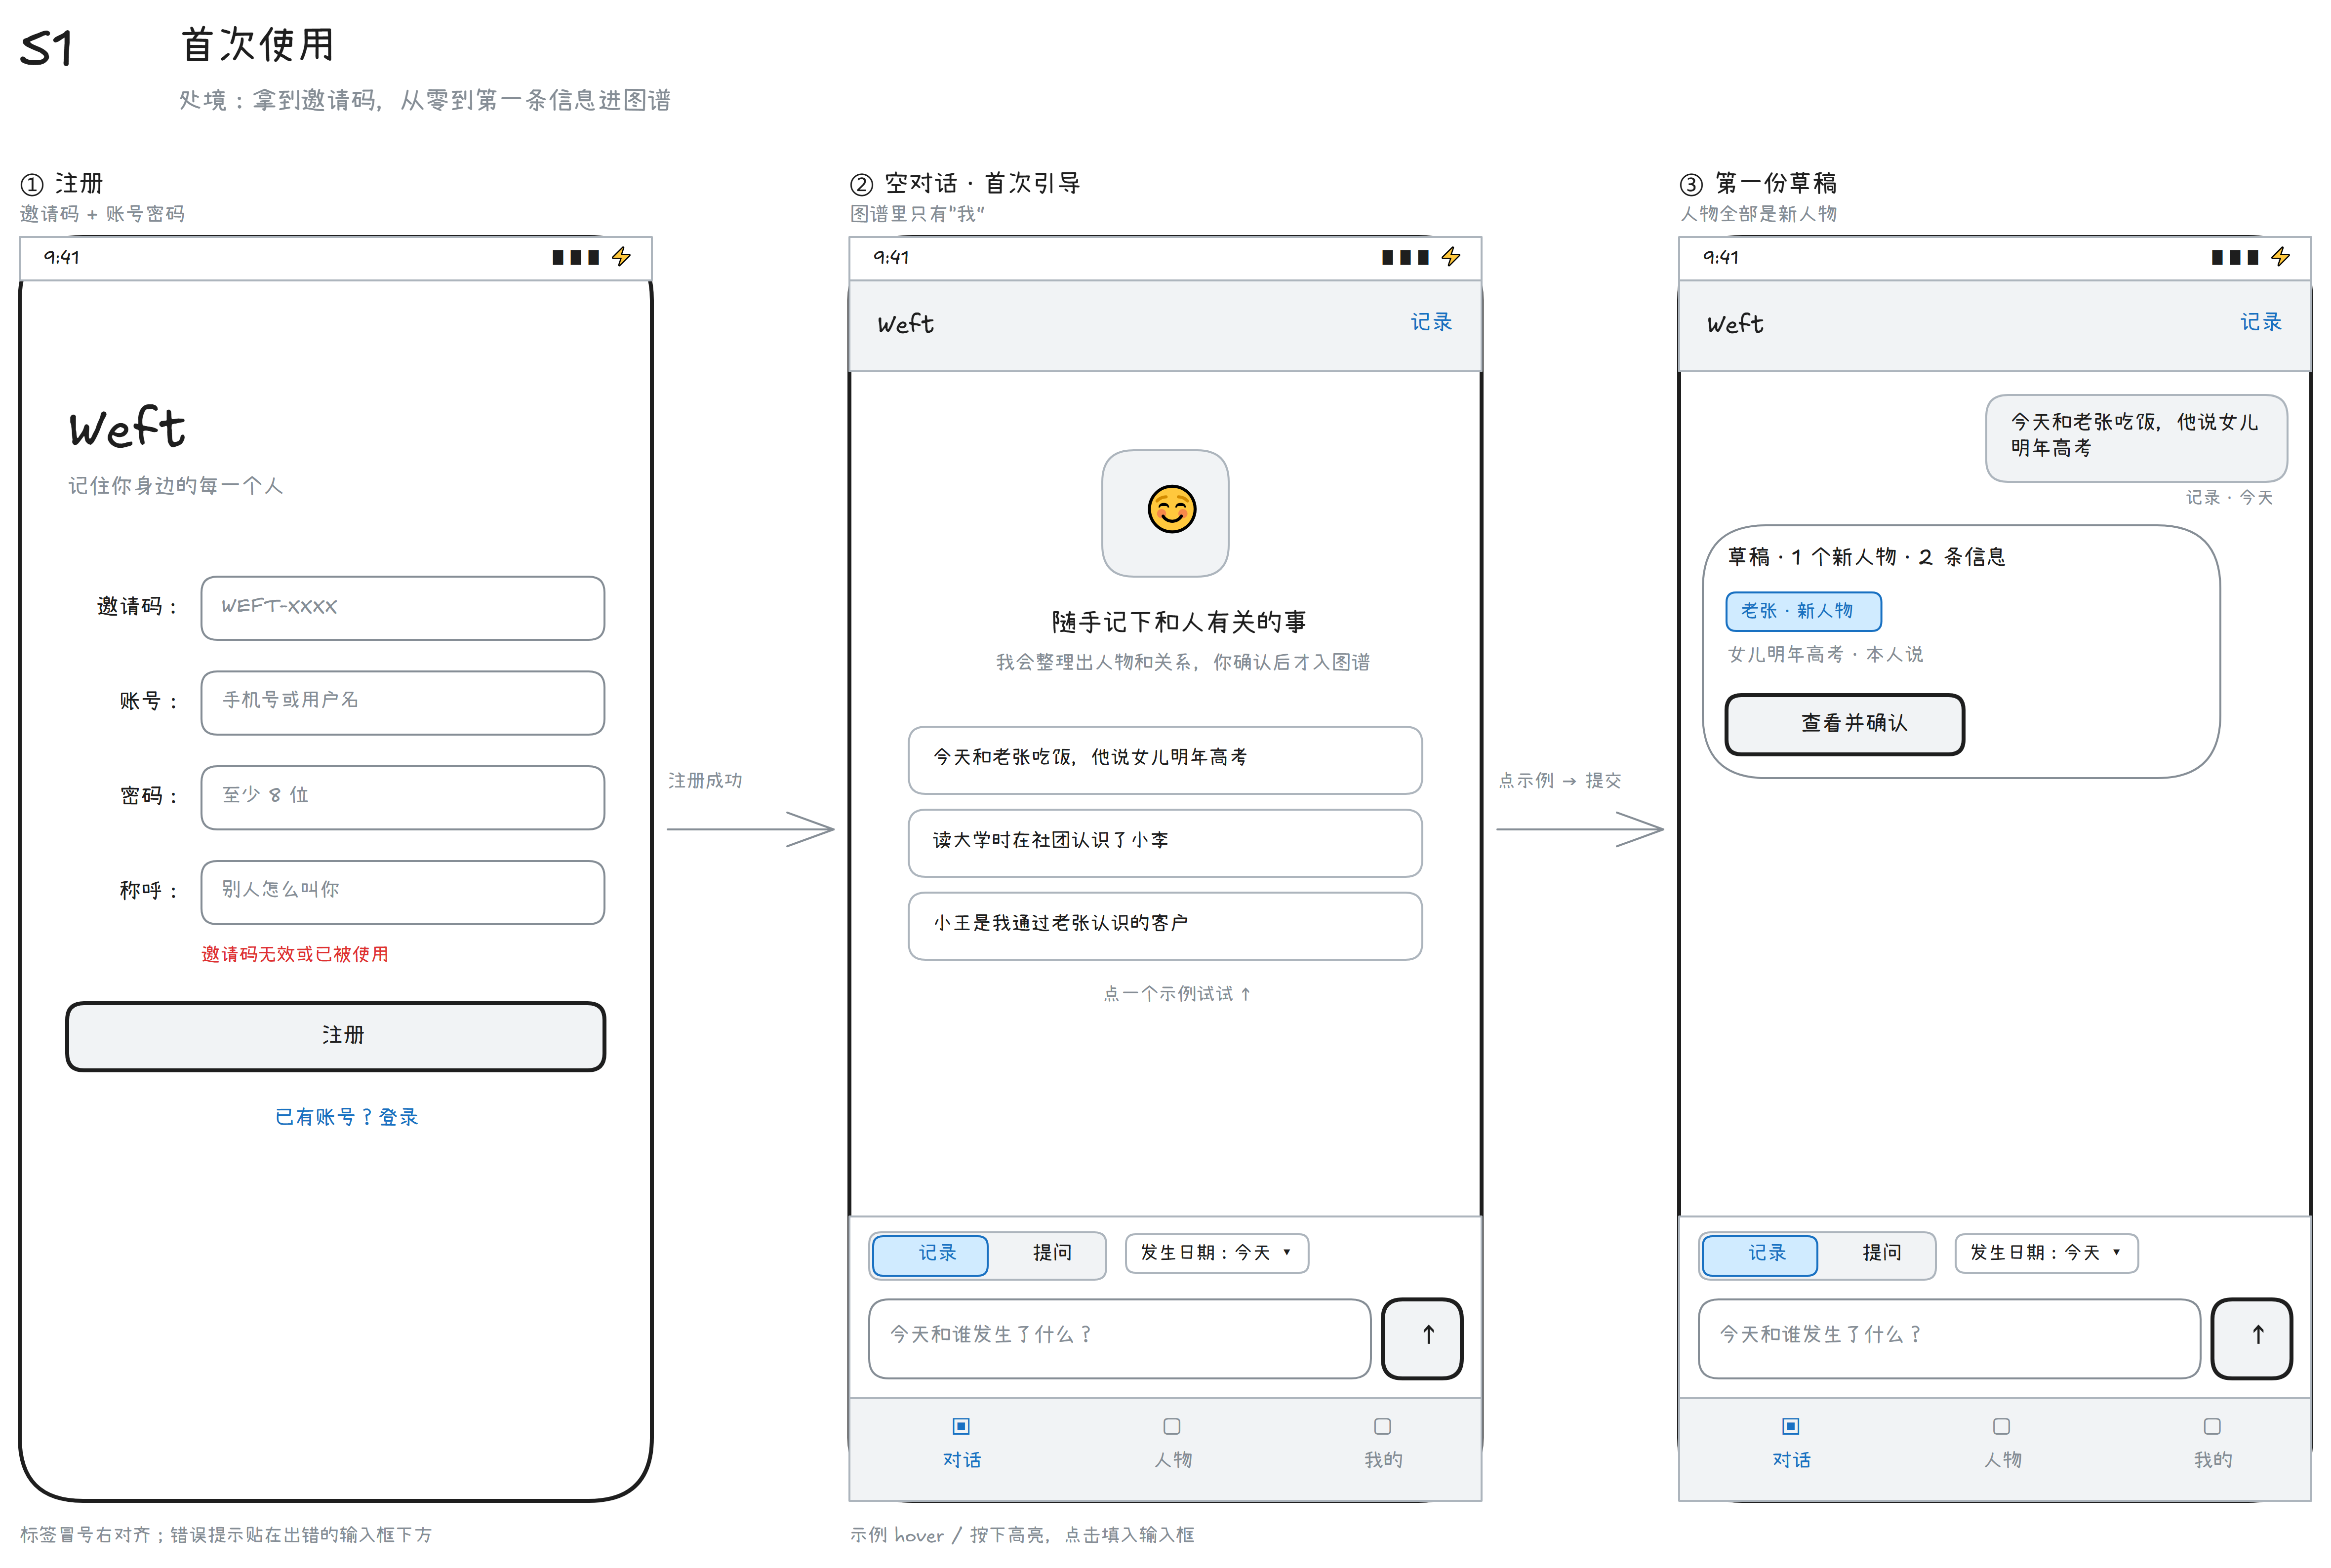 S1
首次使用
处境：拿到邀请码，从零到第一条信息进图谱
① 注册
邀请码 + 账号密码
9:41
Weft
记住你身边的每一个人
邀请码：
WEFT-XXXX
账号：
手机号或用户名
密码：
至少 8 位
称呼：
别人怎么叫你
邀请码无效或已被使用
注册
已有账号？登录
标签冒号右对齐；错误提示贴在出错的输入框下方
注册成功
② 空对话 · 首次引导
图谱里只有"我"
9:41
Weft
记录
随手记下和人有关的事
我会整理出人物和关系，你确认后才入图谱
今天和老张吃饭，他说女儿明年高考
读大学时在社团认识了小李
小王是我通过老张认识的客户
点一个示例试试 ↑
记录
提问
发生日期：今天 ▾
今天和谁发生了什么？
↑
对话
人物
我的
示例 hover / 按下高亮，点击填入输入框
点示例 → 提交
③ 第一份草稿
人物全部是新人物
9:41
Weft
记录
今天和老张吃饭，他说女儿
明年高考
记录 · 今天
草稿 · 1 个新人物 · 2 条信息
老张 · 新人物
女儿明年高考 · 本人说
查看并确认
记录
提问
发生日期：今天 ▾
今天和谁发生了什么？
↑
对话
人物
我的